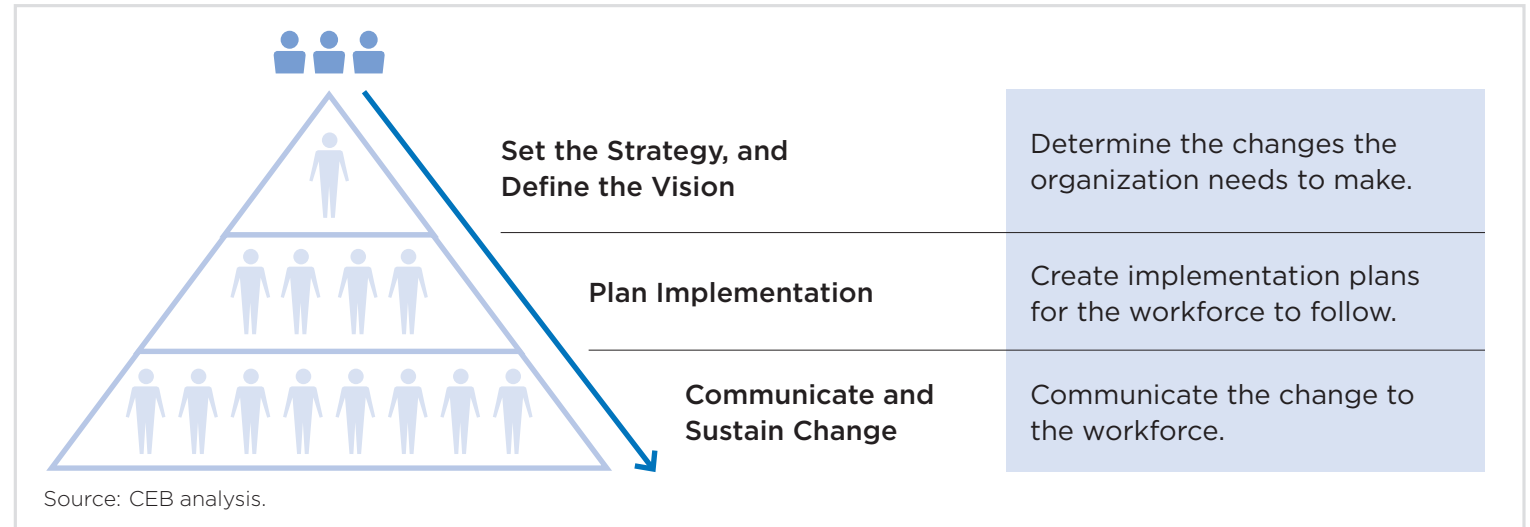 Set the Strategy, and
Define the Vision
Determine the changes the
organization needs to make.
Plan Implementation
Create implementation plans
for the workforce to follow.
Communicate and
Sustain Change
Communicate the change to
the workforce.
Source: CEB analysis.